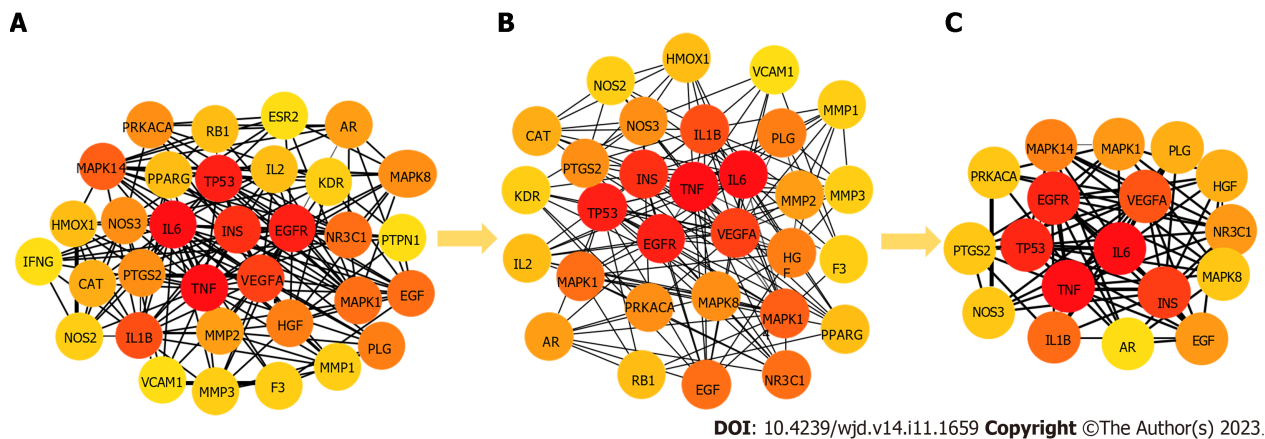 A
B
C
PRKACA
RB1
ESR2
AR
MAPK14
PPARG
TP53
IL2
KDR
MAPK8
HMOX1
NOS3
IL6
INS
EGFR
NR3C1
PTPN1
IFNG
CAT
PTGS2
TNF
VEGFA
MAPK1
EGF
NOS2
IL1B
MMP2
HGF
PLG
VCAM1
MMP3
F3
MMP1
HMOX1
NOS2
VCAM1
MMP1
CAT
NOS3
IL1B
PLG
PTGS2
INS
TNF
IL6
KDR
TP53
MMP2
MMP3
EGFR
VEGFA
IL2
MAPK1
HG
F
F3
PRKACA
MAPK8
MAPK1
4
AR
PPARG
RB1
EGF
NR3C1
MAPK14
MAPK1
PLG
PRKACA
EGFR
VEGFA
HGF
PTGS2
TP53
IL6
NR3C1
TNF
INS
MAPK8
NOS3
IL1B
AR
EGF
DOI: 10.4239/wjd.v14.i11.1659 Copyright ©The Author(s) 2023.